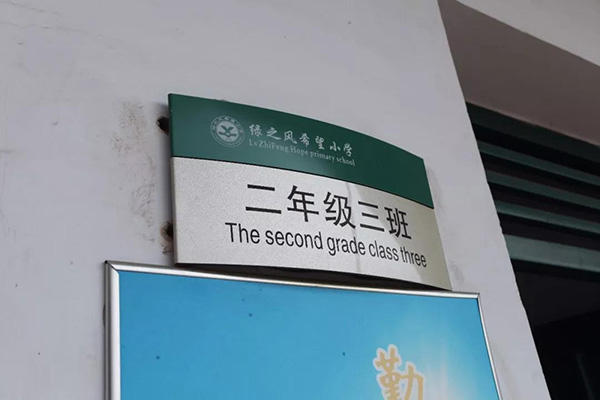 绿之风希望小学
LvZhiFeng Hope primary school
二年级三班
The second grade class three
勤